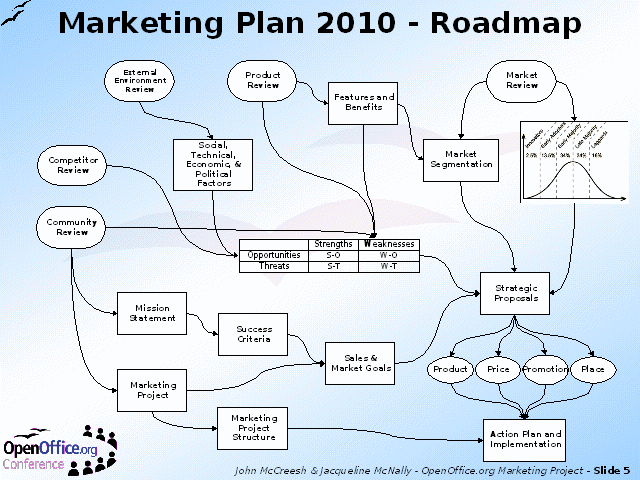 Marketing Plan 2010 - Roadmap
External
Environment
Review
Product
Review
Features and
Benefits
Market
Review
Innovators
Early Adopters
Early Majority
Late Majority
Laggards
2.5%
13.5%
34%
34%
16%
Social,
Technical,
Economic, &
Political
Factors
Market
Segmentation
Competitor
Review
Community
Review
Strengths Weaknesses
Opportunities S-O W-O
Threats S-T W-T
Strategic
Proposals
Mission
Statement
Success
Criteria
Sales &
Market Goals
Product
Price
Promotion
Place
Marketing
Project
Marketing
Project
Structure
Action Plan and
Implementation
OpenOffice.org
Conference
John McCreesh & Jacqueline McNally - OpenOffice.org Marketing Project - Slide 5